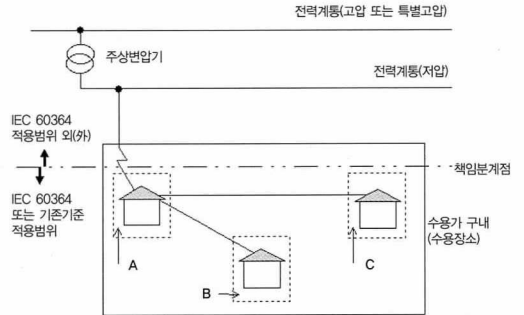 전력계통(고압 또는 특별고압)
주상변압기
전력계통(저압)
IEC 60364
적용범위 외(外)
책임분계점
IEC 60364
또는 기존기준
적용범위
수용가 구내
(수용장소)
A
B
C